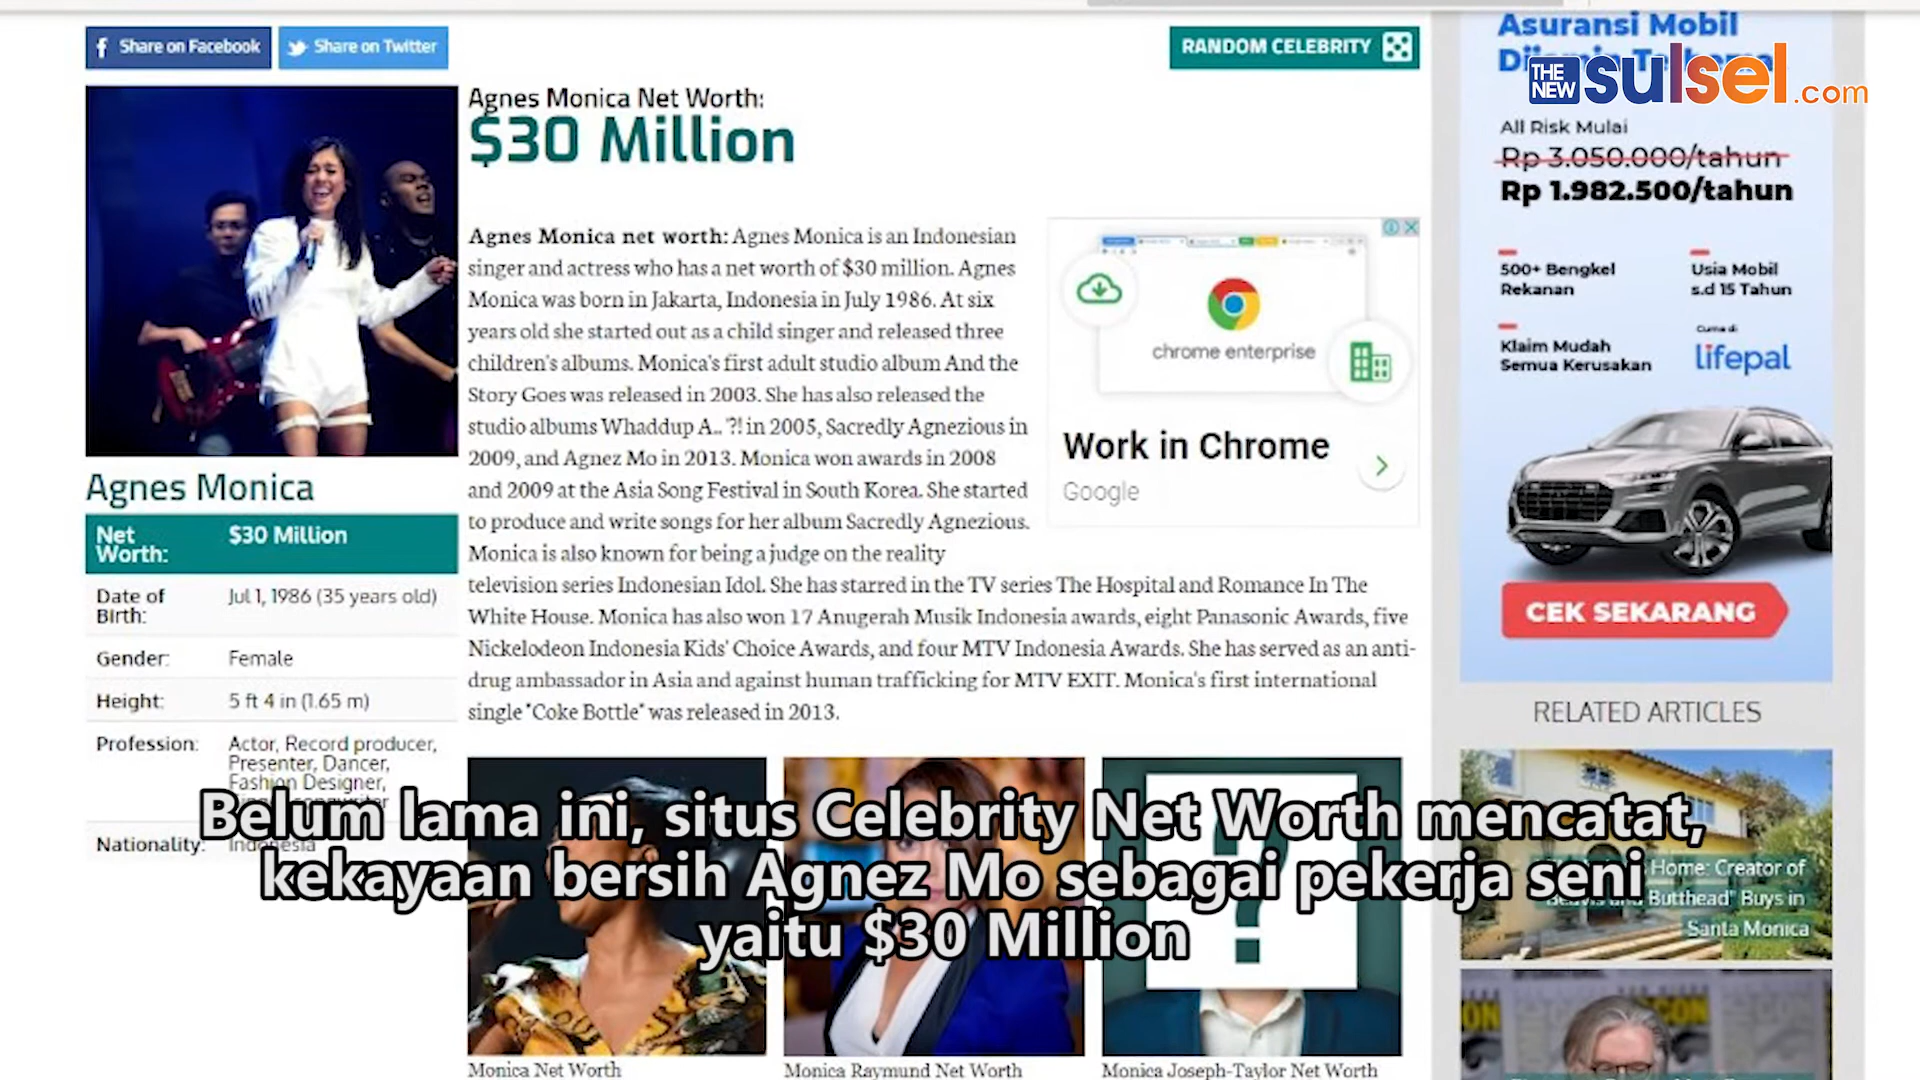 Share on Facebook
Share on Twitter
RANDOM CELEBRITY
Agnes Monica Net Worth:
$30 Million
Agnes Monica net worth: Agnes Monica is an Indonesian
singer and actress who has a net worth of $30 million. Agnes
Monica was born in Jakarta, Indonesia in July 1986. At six
years old she started out as a child singer and released three
children's albums. Monica's first adult studio album And the
Story Goes was released in 2003. She has also released the
studio albums Whaddup A.. '?! in 2005, Sacredly Agnezious in
2009, and Agnez Mo in 2013. Monica won awards in 2008
and 2009 at the Asia Song Festival in South Korea. She started
to produce and write songs for her album Sacredly Agnezious.
Monica is also known for being a judge on the reality
television series Indonesian Idol. She has starred in the TV series The Hospital and Romance In The
White House. Monica has also won 17 Anugerah Musik Indonesia awards, eight Panasonic Awards, five
Nickelodeon Indonesia Kids' Choice Awards, and four MTV Indonesia Awards. She has served as an anti-
drug ambassador in Asia and against human trafficking for MTV EXIT. Monica's first international
single "Coke Bottle" was released in 2013.
Agnes Monica
Net Worth: $30 Million
Date of Birth: Jul 1, 1986 (35 years old)
Gender: Female
Height: 5 ft 4 in (1.65 m)
Profession: Actor, Record producer,
Presenter, Dancer,
Fashion Designer,
Nationality: Indonesia
chrome enterprise
Work in Chrome
Google
Asuransi Mobil
THE NEW sulsel.com
All Risk Mulai
Rp 3.050.000/tahun
Rp 1.982.500/tahun
500+ Bengkel
Rekanan
Usia Mobil
s.d 15 Tahun
Klaim Mudah
Semua Kerusakan
Cuma di
lifepal
CEK SEKARANG
RELATED ARTICLES
Home: Creator of
Butthead" Buys in
Santa Monica
Belum lama ini, situs Celebrity Net Worth mencatat,
kekayaan bersih Agnez Mo sebagai pekerja seni
yaitu $30 Million
Monica Net Worth
Monica Raymund Net Worth
Monica Joseph-Taylor Net Worth